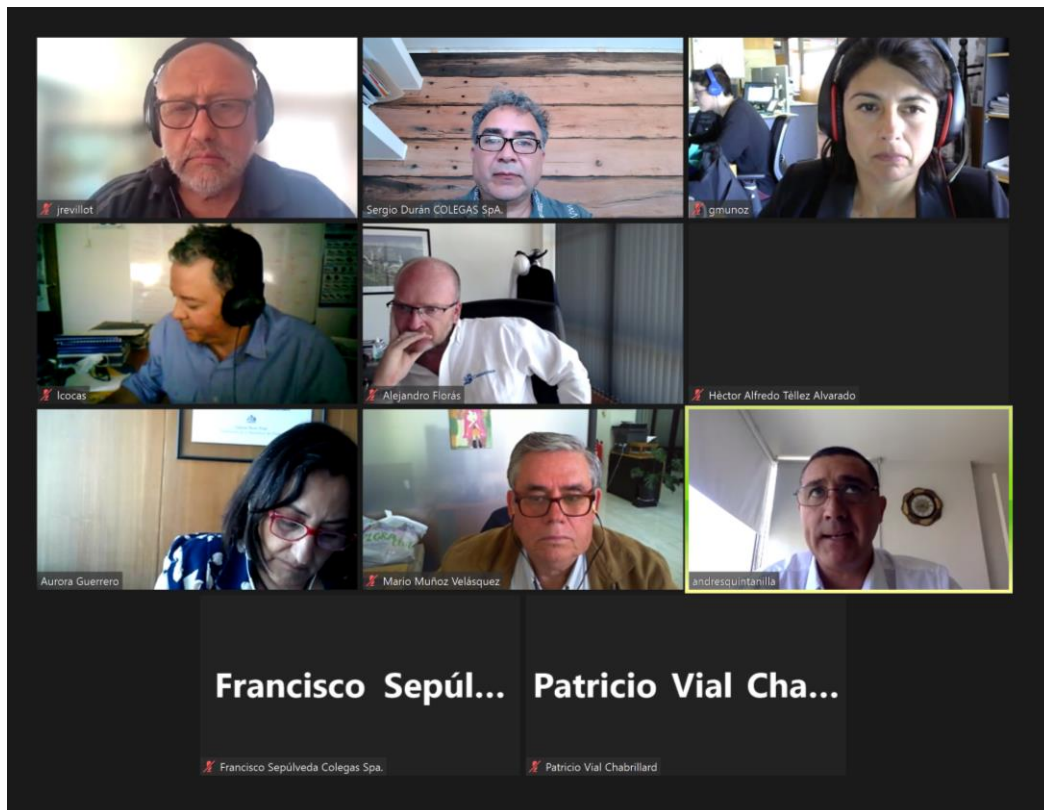 jrevillot
Sergio Durán COLEGAS SpA.
gmunoz
lcocas
Alejandro Florás
Héctor Alfredo Téllez Alvarado
Aurora Guerrero
Mario Muñoz Velásquez
andresquintanilla
Francisco Sepúl...
Patricio Vial Cha...
Francisco Sepúlveda Colegas Spa.
Patricio Vial Chabrillard